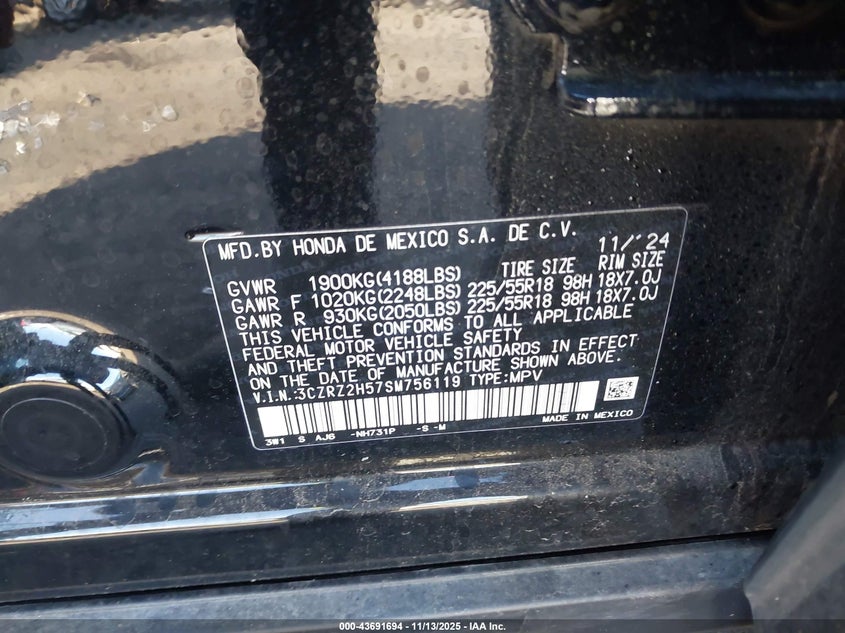 MFD.BY HONDA DE MEXICO S.A. DE C.V. 11/'24
TIRE SIZE RIM SIZE
GVWR 1900KG(4188LBS)
GAWR F 1020KG(2248LBS) 225/55R18 98H 18X7.0J
GAWR R 930KG(2050LBS) 225/55R18 98H 18X7.0J
THIS VEHICLE CONFORMS TO ALL APPLICABLE
FEDERAL MOTOR VEHICLE SAFETY
AND THEFT PREVENTION STANDARDS IN EFFECT
ON THE DATE OF MANUFACTURE SHOWN ABOVE.
V.I.N.:3CZRZ2H57SM756119 TYPE:MPV
3W1 S AJ6 -NH731P -S -M MADE IN MEXICO
000-43691694 - 11/13/2025 - IAA Inc.